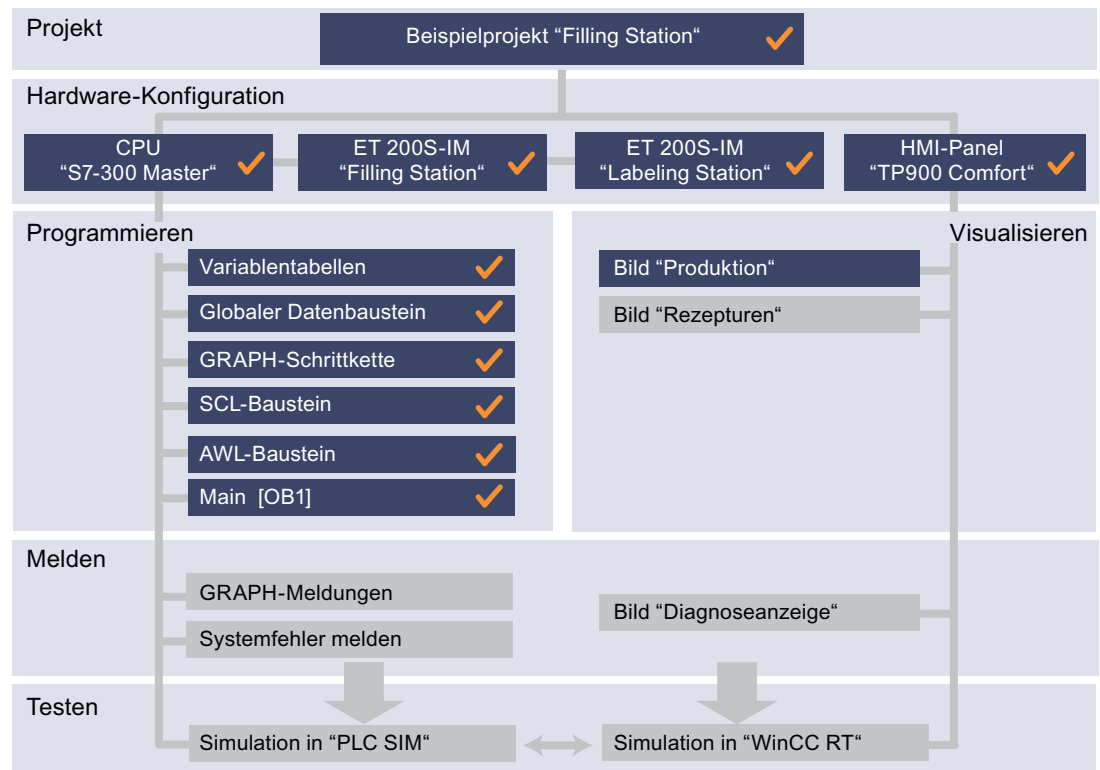 Projekt
Beispielprojekt “Filling Station“
Hardware-Konfiguration
CPU
“S7-300 Master“
ET 200S-IM
“Filling Station“
ET 200S-IM
“Labeling Station“
HMI-Panel
“TP900 Comfort“
Programmieren
Variablentabellen
Globaler Datenbaustein
GRAPH-Schrittkette
SCL-Baustein
AWL-Baustein
Main [OB1]
Visualisieren
Bild “Produktion“
Bild “Rezepturen“
Melden
GRAPH-Meldungen
Systemfehler melden
Bild “Diagnoseanzeige“
Testen
Simulation in “PLC SIM“
Simulation in “WinCC RT“